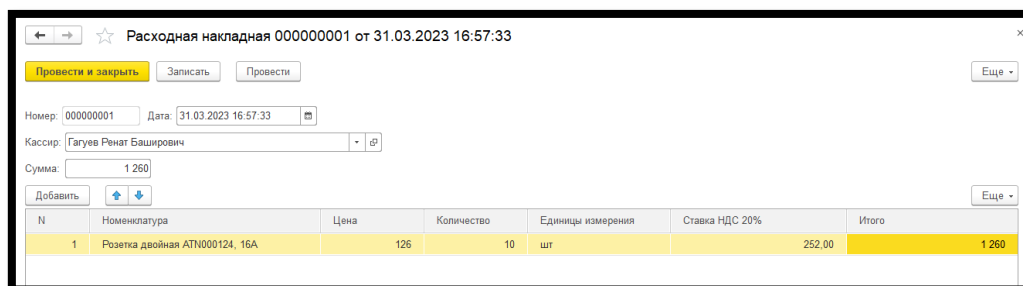 Расходная накладная 000000001 от 31.03.2023 16:57:33
Провести и закрыть Записать Провести Еще
Номер: 000000001 Дата: 31.03.2023 16:57:33
Кассир: Гагуев Ренат Баширович
Сумма: 1 260
Добавить Еще
N Номенклатура Цена Количество Единицы измерения Ставка НДС 20% Итого
1 Розетка двойная ATN000124, 16А 126 10 шт 252,00 1 260